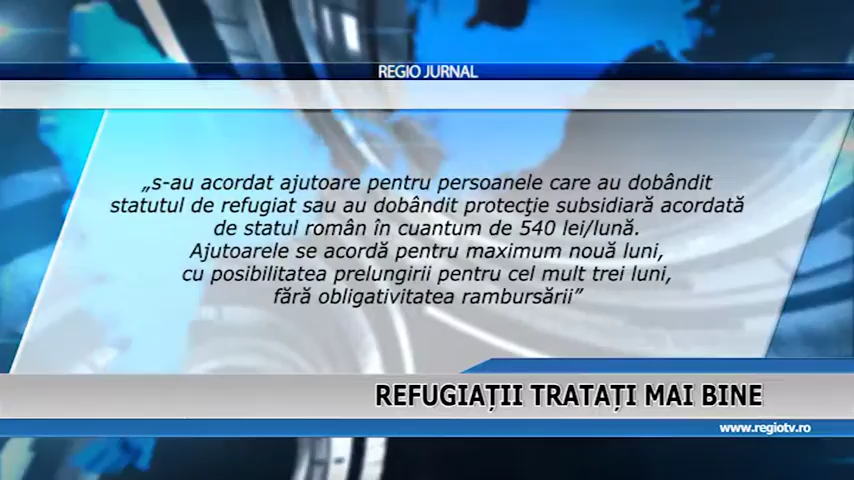 REGIO JURNAL
„s-au acordat ajutoare pentru persoanele care au dobândit
statutul de refugiat sau au dobândit protecţie subsidiară acordată
de statul român în cuantum de 540 lei/lună.
Ajutoarele se acordă pentru maximum nouă luni,
cu posibilitatea prelungirii pentru cel mult trei luni,
fără obligativitatea rambursării”
REFUGIAȚII TRATAȚI MAI BINE
www.regiotv.ro